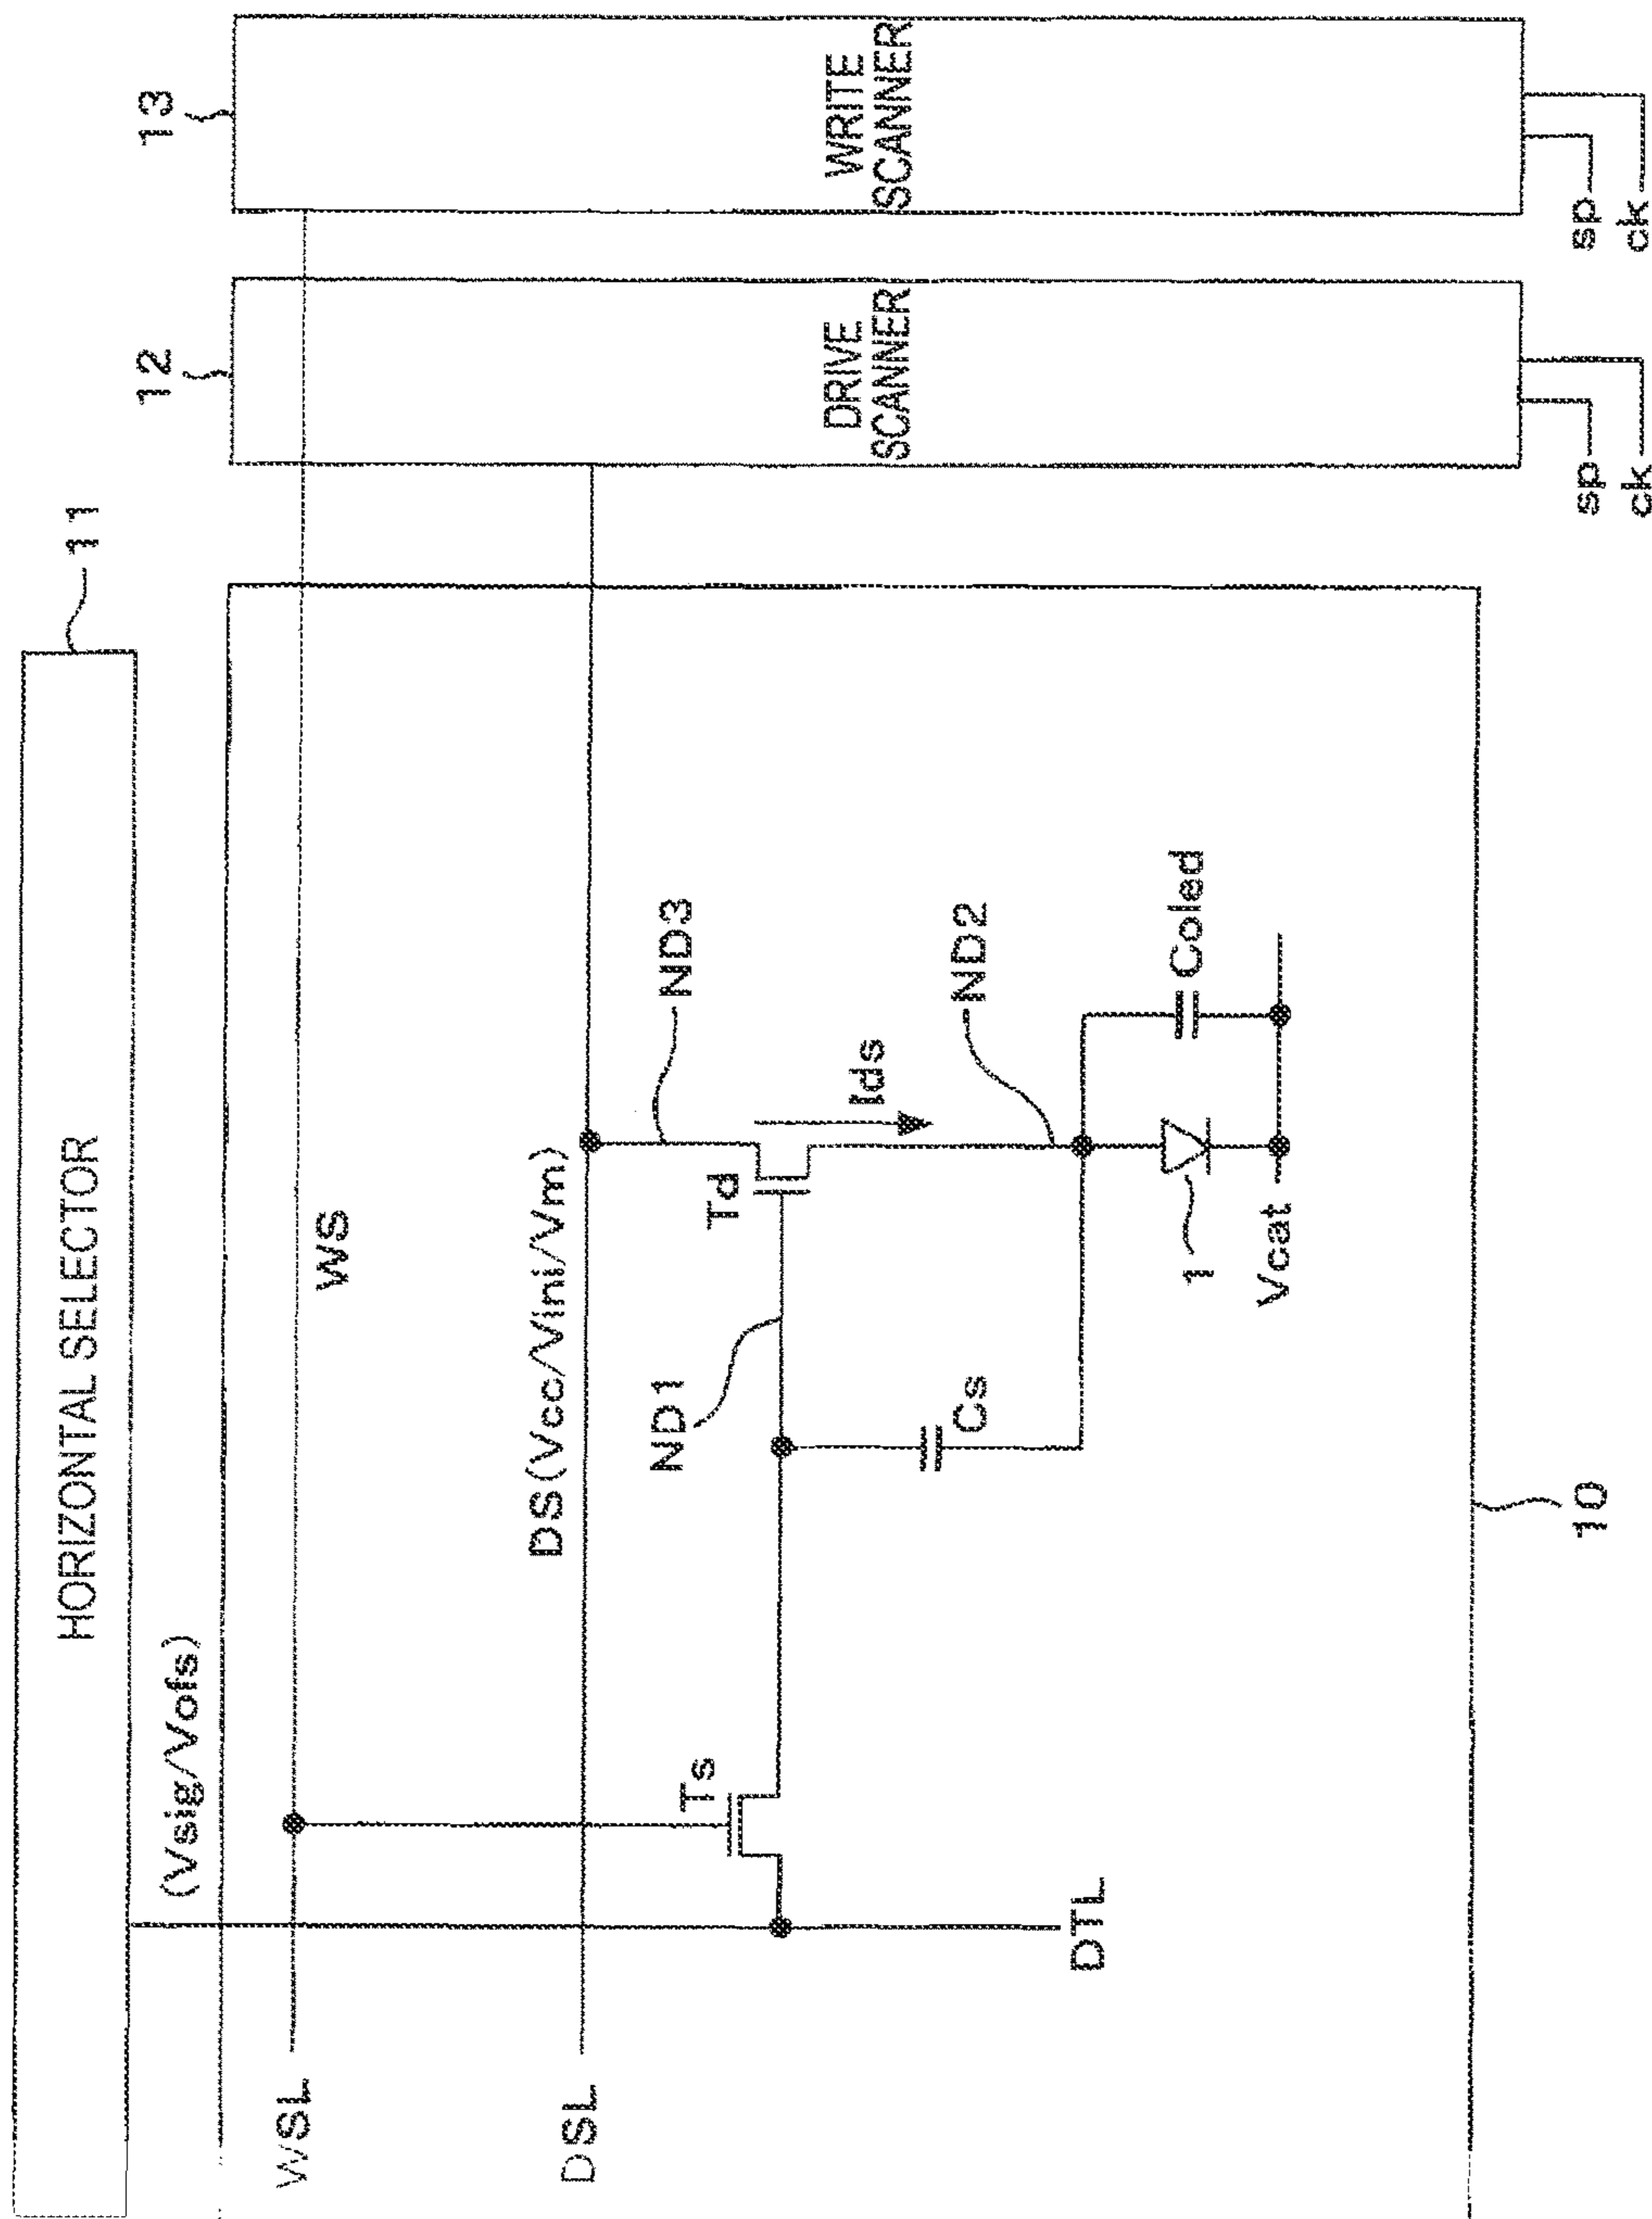 HORIZONTAL SELECTOR
11
(Vsig/Vofs)
12
13
WSL
WS
DSL
DS(Vcc/Vini/Vm)
ND3
Ts
ND1
Td
Ids
Cs
ND2
DTL
1
Coled
Vcat
10
DRIVE
SCANNER
WRITE
SCANNER
sp
ck
sp
ck